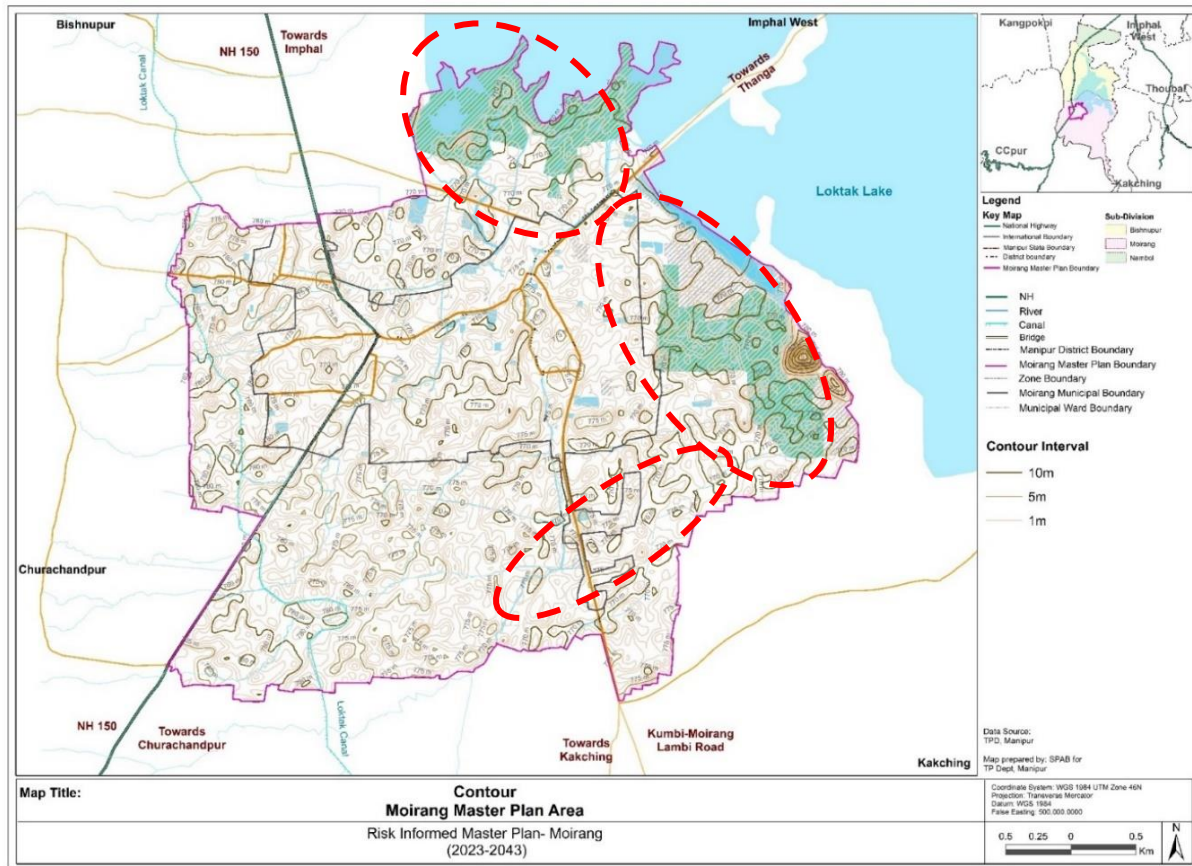 Bishnupur
NH 150
Towards
Imphal
Imphal West
Towards
Thanga
Loktak Canal
Loktak Lake
Churachandpur
NH 150
Towards
Churachandpur
Loktak Canal
Towards
Kakching
Kumbi-Moirang
Lambi Road
Kakching
Kangpokpi
Imphal
West
Thoubal
CCpur
Kakching
Legend
Key Map
National Highway
International Boundary
Manipur State Boundary
District boundary
Moirang Master Plan Boundary
Sub-Division
Bishnupur
Moirang
Nambol
NH
River
Canal
Bridge
Manipur District Boundary
Moirang Master Plan Boundary
Zone Boundary
Moirang Municipal Boundary
Municipal Ward Boundary
Contour Interval
10m
5m
1m
Data Source:
TPD, Manipur
Map prepared by: SPAB for
TP Dept, Manipur
Map Title:
Contour
Moirang Master Plan Area
Risk Informed Master Plan- Moirang
(2023-2043)
Coordinate System: WGS 1984 UTM Zone 46N
Projection: Transverse Mercator
Datum: WGS 1984
False Easting: 500,000.0000
0.5 0.25 0 0.5
Km
N